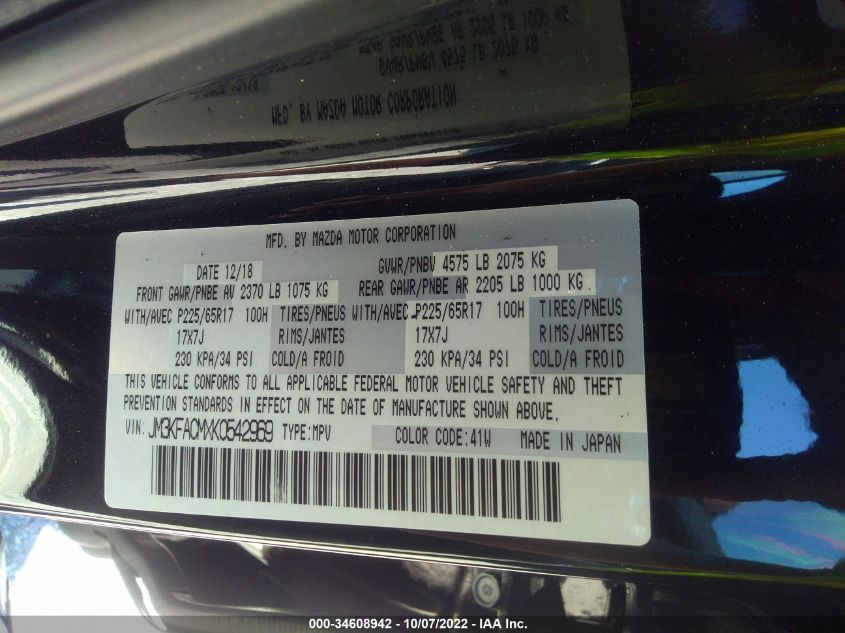 MFD. BY MAZDA MOTOR CORPORATION
DATE 12/18 GVWR/PNBV 4575 LB 2075 KG
FRONT GAWR/PNBE AV 2370 LB 1075 KG REAR GAWR/PNBE AR 2205 LB 1000 KG
WITH/AVEC P225/65R17 100H TIRES/PNEUS WITH/AVEC P225/65R17 100H TIRES/PNEUS
17X7J RIMS/JANTES 17X7J RIMS/JANTES
230 KPA/34 PSI COLD/A FROID 230 KPA/34 PSI COLD/A FROID
THIS VEHICLE CONFORMS TO ALL APPLICABLE FEDERAL MOTOR VEHICLE SAFETY AND THEFT
PREVENTION STANDARDS IN EFFECT ON THE DATE OF MANUFACTURE SHOWN ABOVE.
VIN: JM3KFACMXK0542969 TYPE:MPV COLOR CODE:41W MADE IN JAPAN
000-34608942 - 10/07/2022 - IAA Inc.